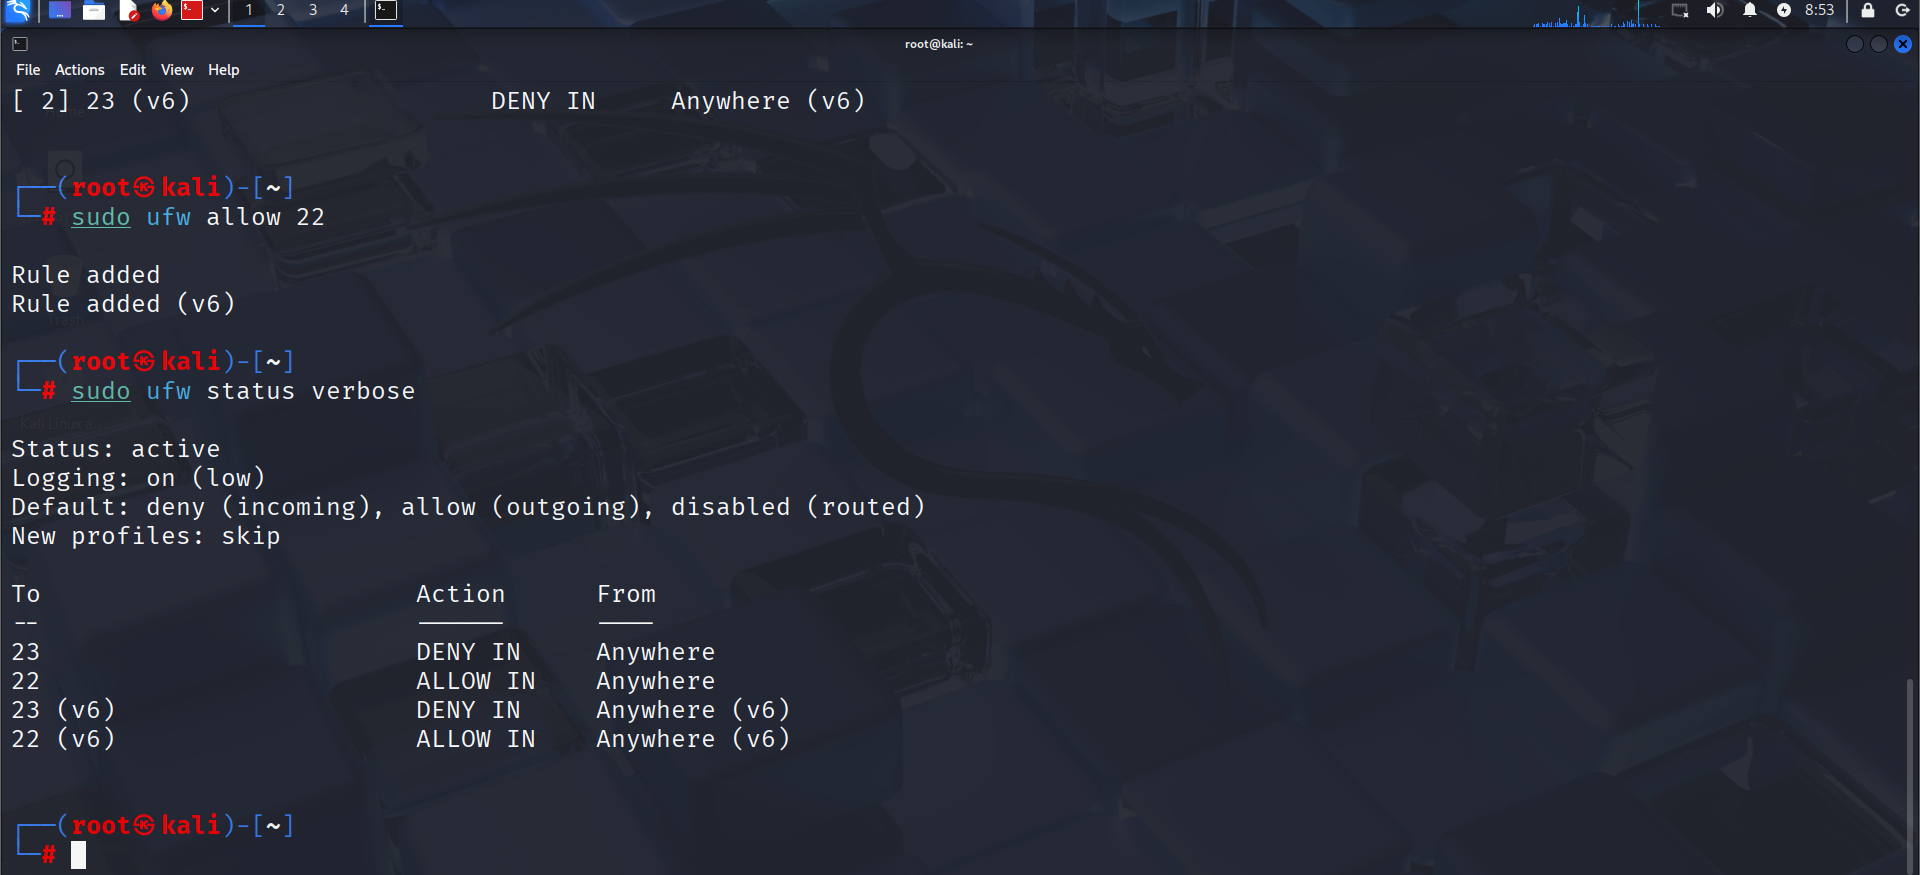 1 2 3 4 8:53
root@kali: ~
File Actions Edit View Help
[ 2] 23 (v6) DENY IN Anywhere (v6)
(root㉿kali)-[~]
# sudo ufw allow 22
Rule added
Rule added (v6)
Trash
(root㉿kali)-[~]
# sudo ufw status verbose
Kali Linux a...
Status: active
Logging: on (low)
Default: deny (incoming), allow (outgoing), disabled (routed)
New profiles: skip
To Action From
-- ------ ----
23 DENY IN Anywhere
22 ALLOW IN Anywhere
23 (v6) DENY IN Anywhere (v6)
22 (v6) ALLOW IN Anywhere (v6)
(root㉿kali)-[~]
#